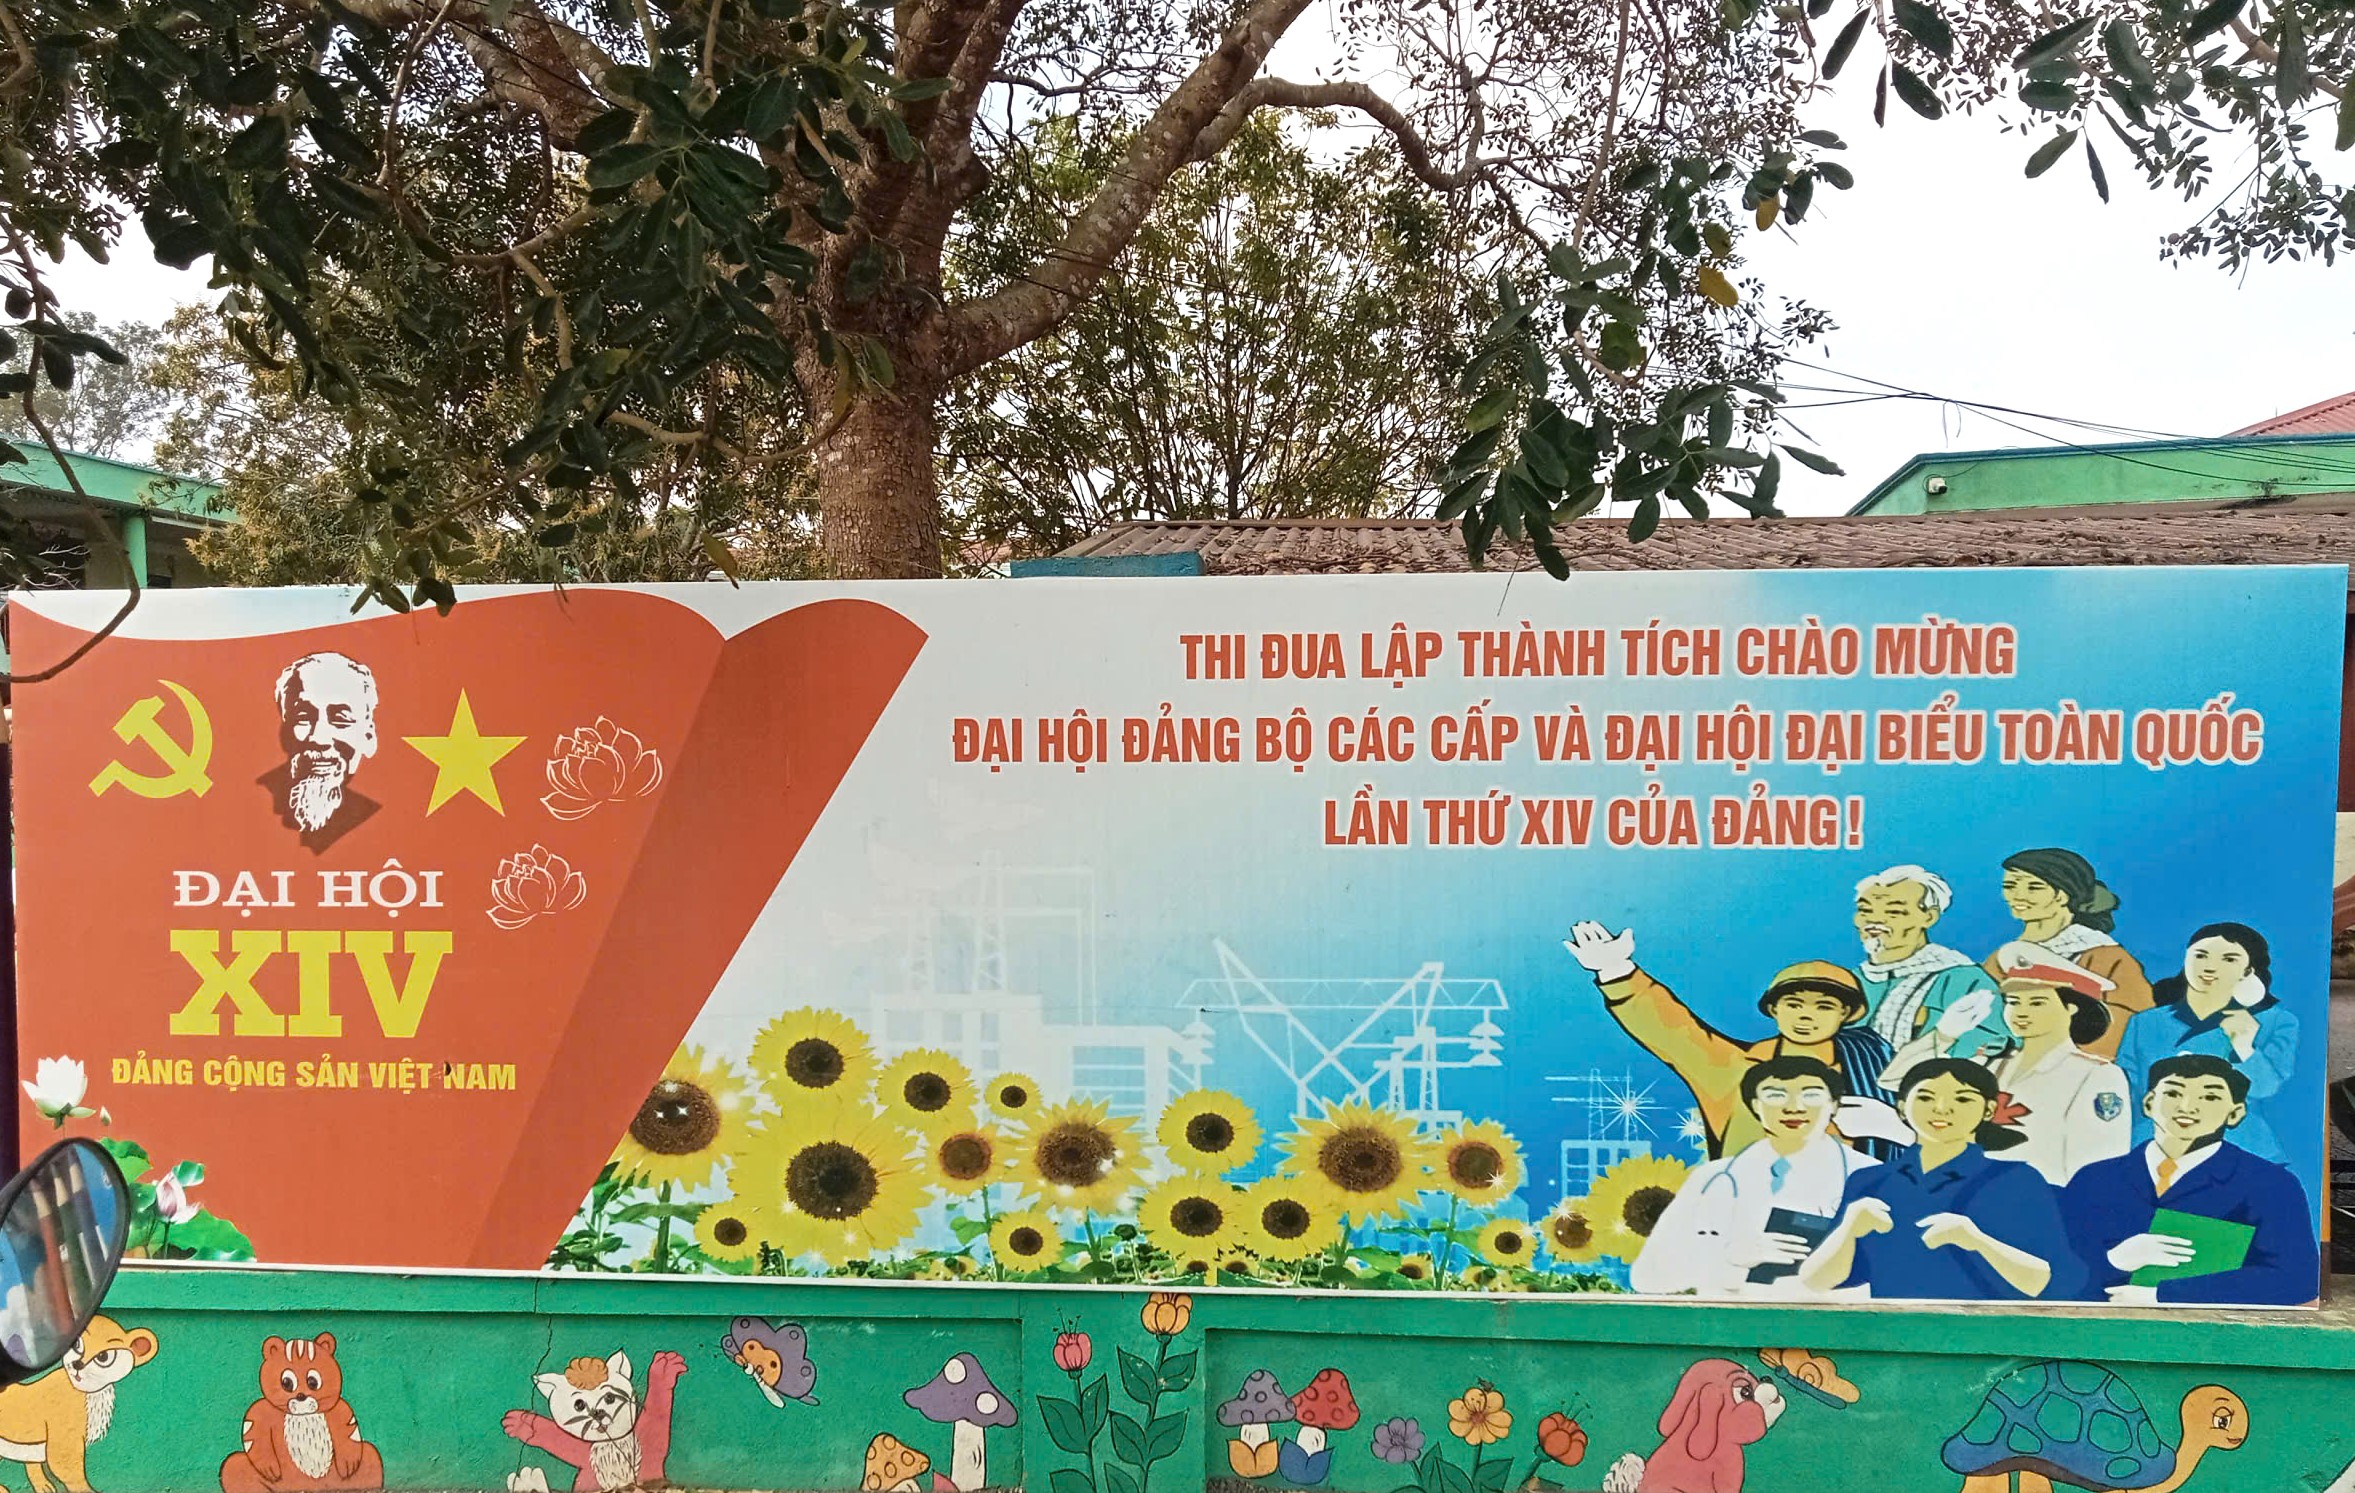 ĐẠI HỘI
XIV
ĐẢNG CỘNG SẢN VIỆT NAM
THI ĐUA LẬP THÀNH TÍCH CHÀO MỪNG
ĐẠI HỘI ĐẢNG BỘ CÁC CẤP VÀ ĐẠI HỘI ĐẠI BIỂU TOÀN QUỐC
LẦN THỨ XIV CỦA ĐẢNG!